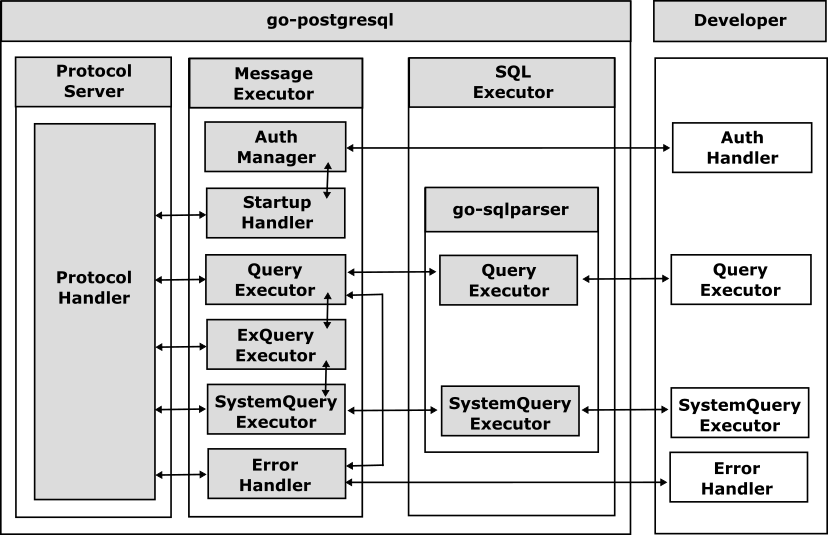 go-postgresql
Developer
Protocol
Server
Message
Executor
SQL
Executor
Protocol
Handler
Auth
Manager
Startup
Handler
Query
Executor
ExQuery
Executor
SystemQuery
Executor
Error
Handler
go-sqlparser
Query
Executor
SystemQuery
Executor
Auth
Handler
Query
Executor
SystemQuery
Executor
Error
Handler